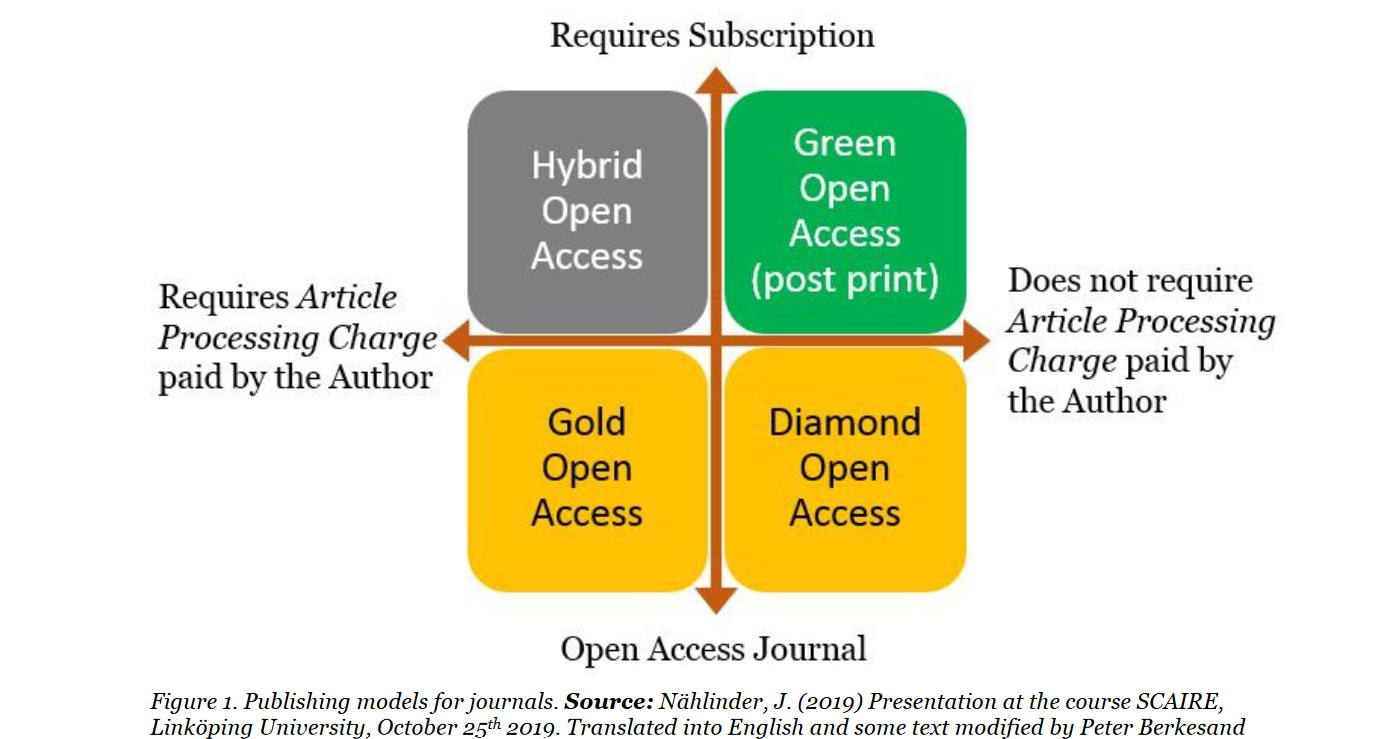 Requires Subscription
Hybrid
Open
Access
Green
Open
Access
(post print)
Requires Article
Processing Charge
paid by the Author
Does not require
Article Processing
Charge paid by
the Author
Gold
Open
Access
Diamond
Open
Access
Open Access Journal
Figure 1. Publishing models for journals. Source: Nählinder, J. (2019) Presentation at the course SCAIRE,
Linköping University, October 25th 2019. Translated into English and some text modified by Peter Berkesand